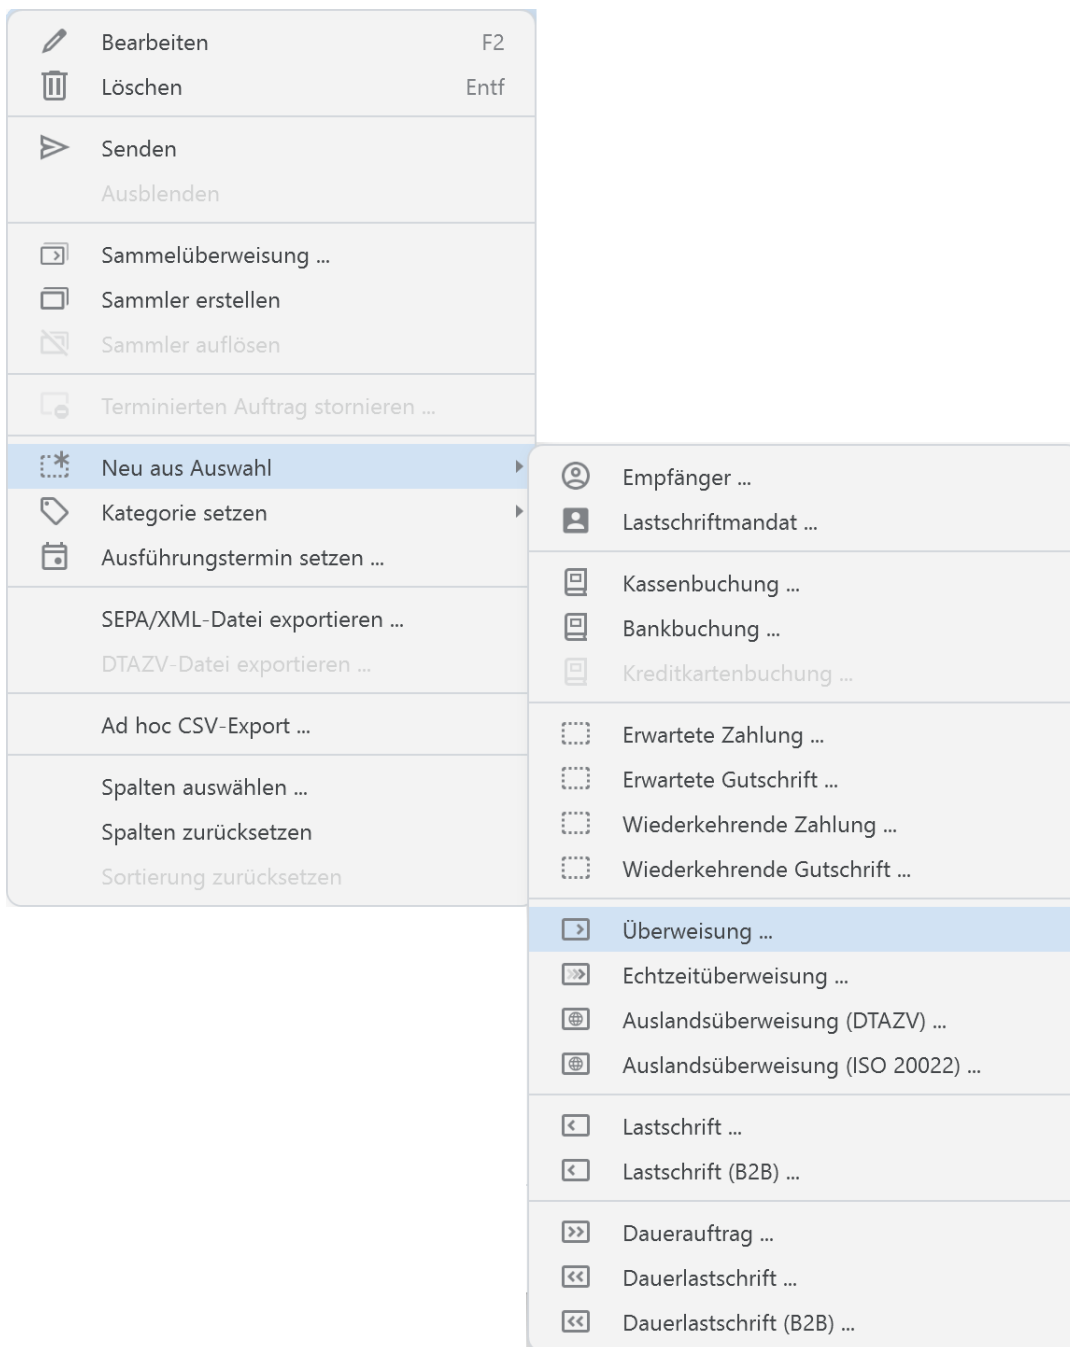 Bearbeiten F2
Löschen Entf
Senden
Ausblenden
Sammelüberweisung ...
Sammler erstellen
Sammler auflösen
Terminierten Auftrag stornieren ...
Neu aus Auswahl
Kategorie setzen
Ausführungstermin setzen ...
SEPA/XML-Datei exportieren ...
DTAZV-Datei exportieren ...
Ad hoc CSV-Export ...
Spalten auswählen ...
Spalten zurücksetzen
Sortierung zurücksetzen
Empfänger ...
Lastschriftmandat ...
Kassenbuchung ...
Bankbuchung ...
Kreditkartenbuchung ...
Erwartete Zahlung ...
Erwartete Gutschrift ...
Wiederkehrende Zahlung ...
Wiederkehrende Gutschrift ...
Überweisung ...
Echtzeitüberweisung ...
Auslandsüberweisung (DTAZV) ...
Auslandsüberweisung (ISO 20022) ...
Lastschrift ...
Lastschrift (B2B) ...
Dauerauftrag ...
Dauerlastschrift ...
Dauerlastschrift (B2B) ...